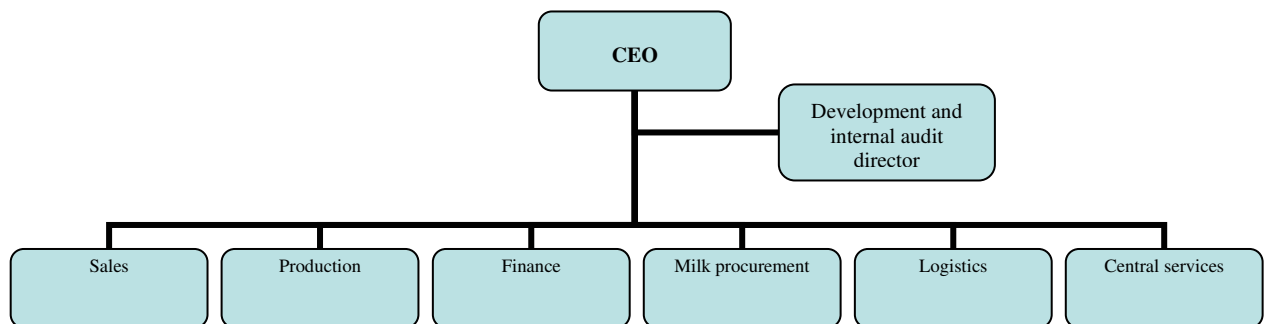 CEO
Development and
internal audit
director
Sales
Production
Finance
Milk procurement
Logistics
Central services